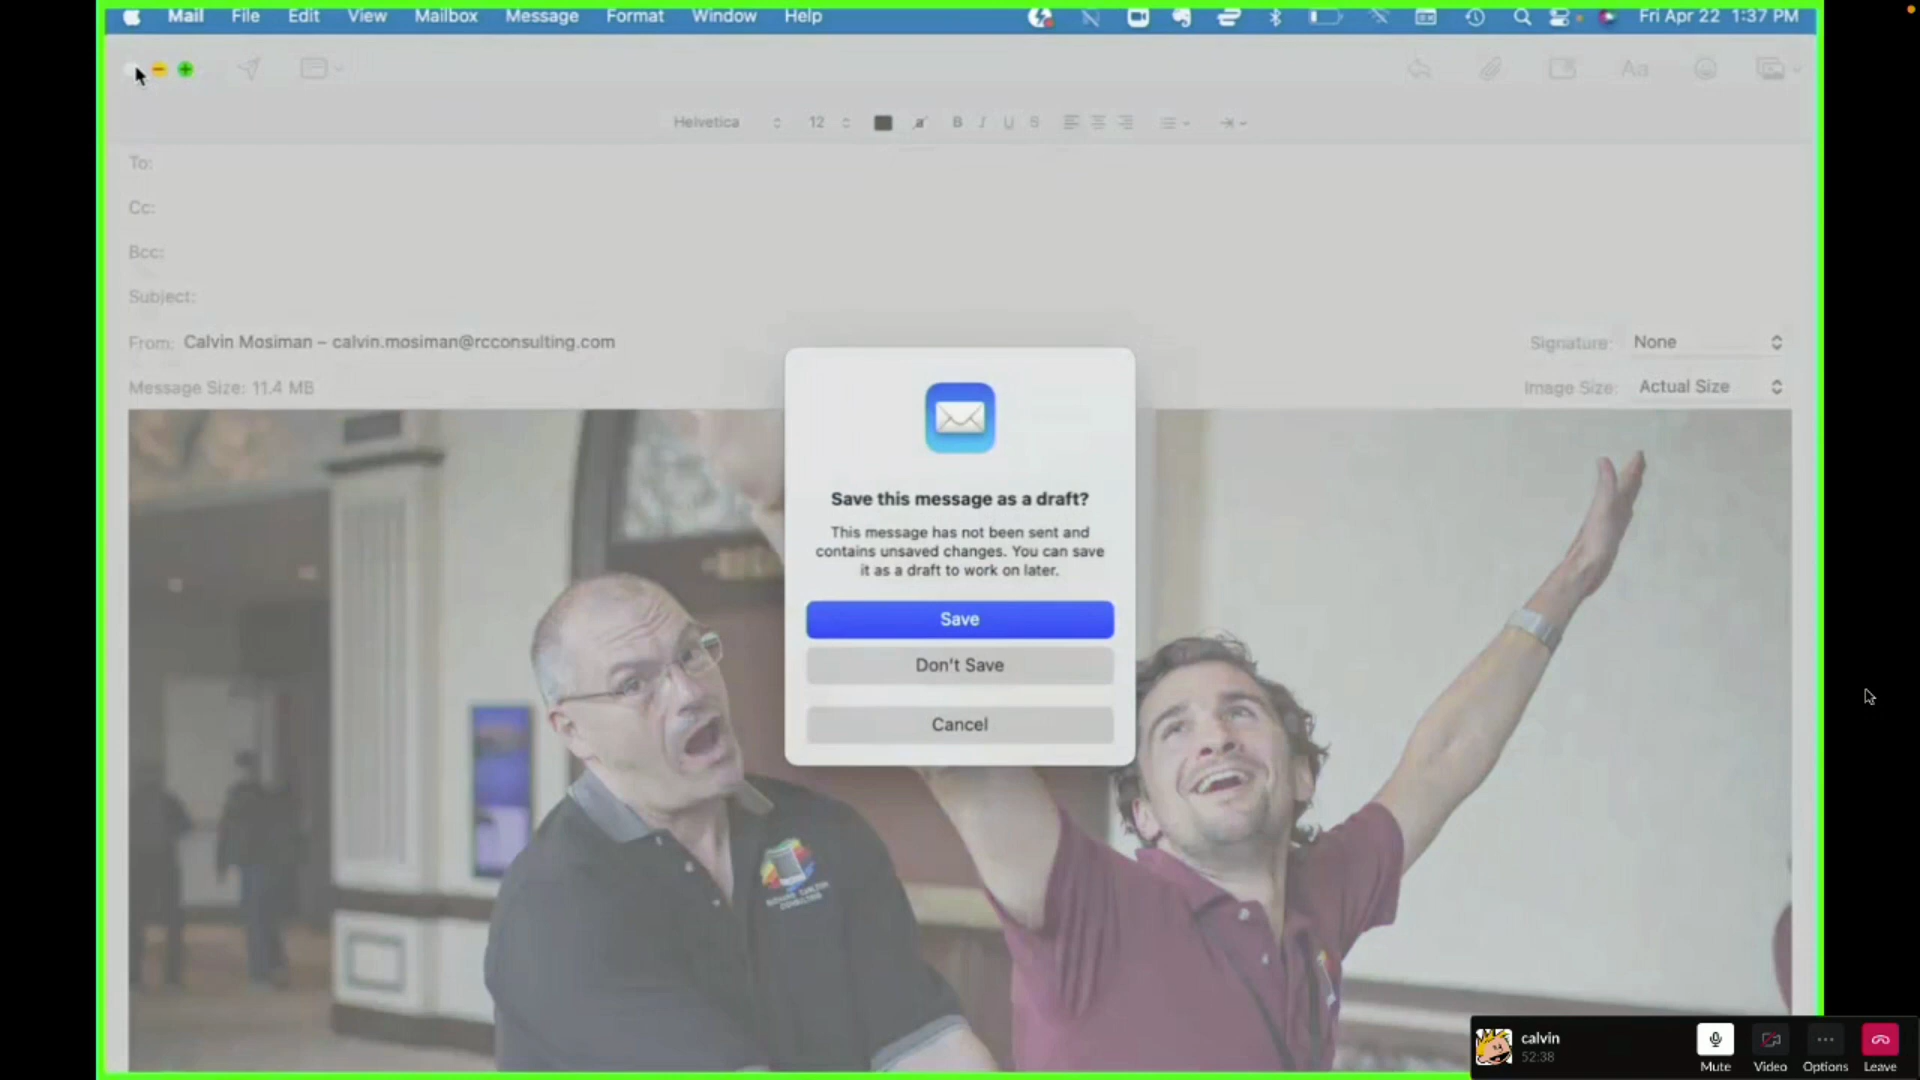 Mail File Edit View Mailbox Message Format Window Help Fri Apr 22 1:37 PM
Aa
Helvetica 12 a B I U S
To:
Cc:
Bcc:
Subject:
From: Calvin Mosiman – calvin.mosiman@rcconsulting.com Signature: None
Message Size: 11.4 MB Image Size: Actual Size
Save this message as a draft?
This message has not been sent and
contains unsaved changes. You can save
it as a draft to work on later.
Save
Don't Save
Cancel
calvin
52:38
Mute Video Options Leave